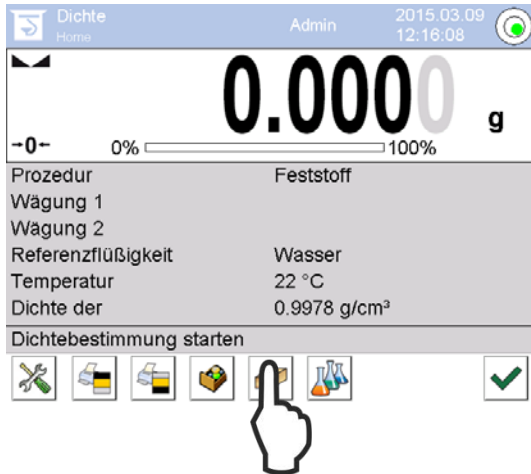 Dichte
Home
Admin
2015.03.09
12:16:08
0.0000 g
→0← 0% 100%
Prozedur Feststoff
Wägung 1
Wägung 2
Referenzflüßigkeit Wasser
Temperatur 22 °C
Dichte der 0.9978 g/cm³
Dichtebestimmung starten